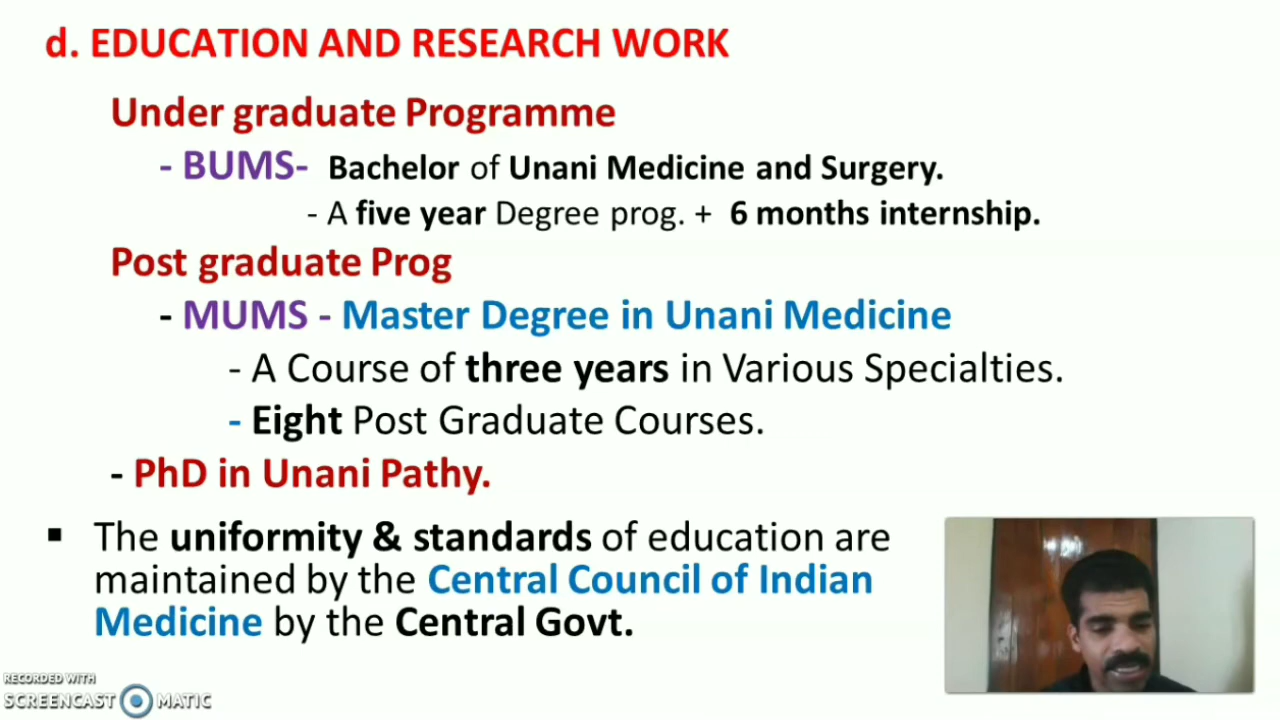 d. EDUCATION AND RESEARCH WORK
Under graduate Programme
- BUMS- Bachelor of Unani Medicine and Surgery.
- A five year Degree prog. + 6 months internship.
Post graduate Prog
- MUMS - Master Degree in Unani Medicine
- A Course of three years in Various Specialties.
- Eight Post Graduate Courses.
- PhD in Unani Pathy.
▪ The uniformity & standards of education are
maintained by the Central Council of Indian
Medicine by the Central Govt.
RECORDED WITH
SCREENCAST MATIC